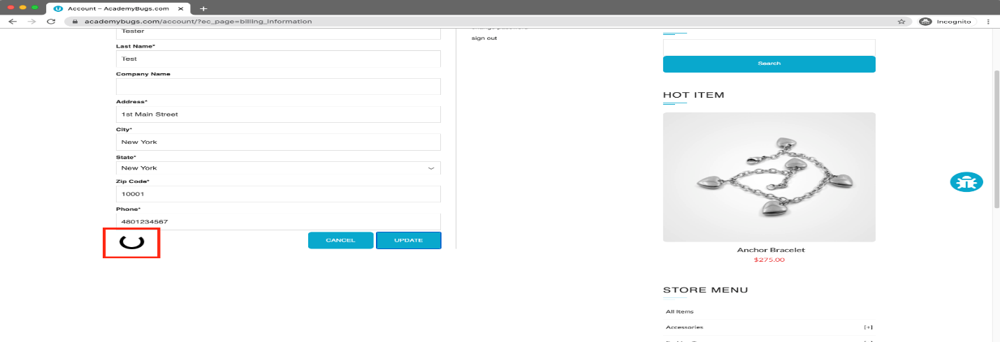 Account – AcademyBugs.com
academybugs.com/account/?ec_page=billing_information
Incognito
Tester
Last Name*
Test
Company Name
Address*
1st Main Street
City*
New York
State*
New York
Zip Code*
10001
Phone*
4801234567
CANCEL
UPDATE
sign out
Search
HOT ITEM
Anchor Bracelet
$275.00
STORE MENU
All Items
Accessories [+]